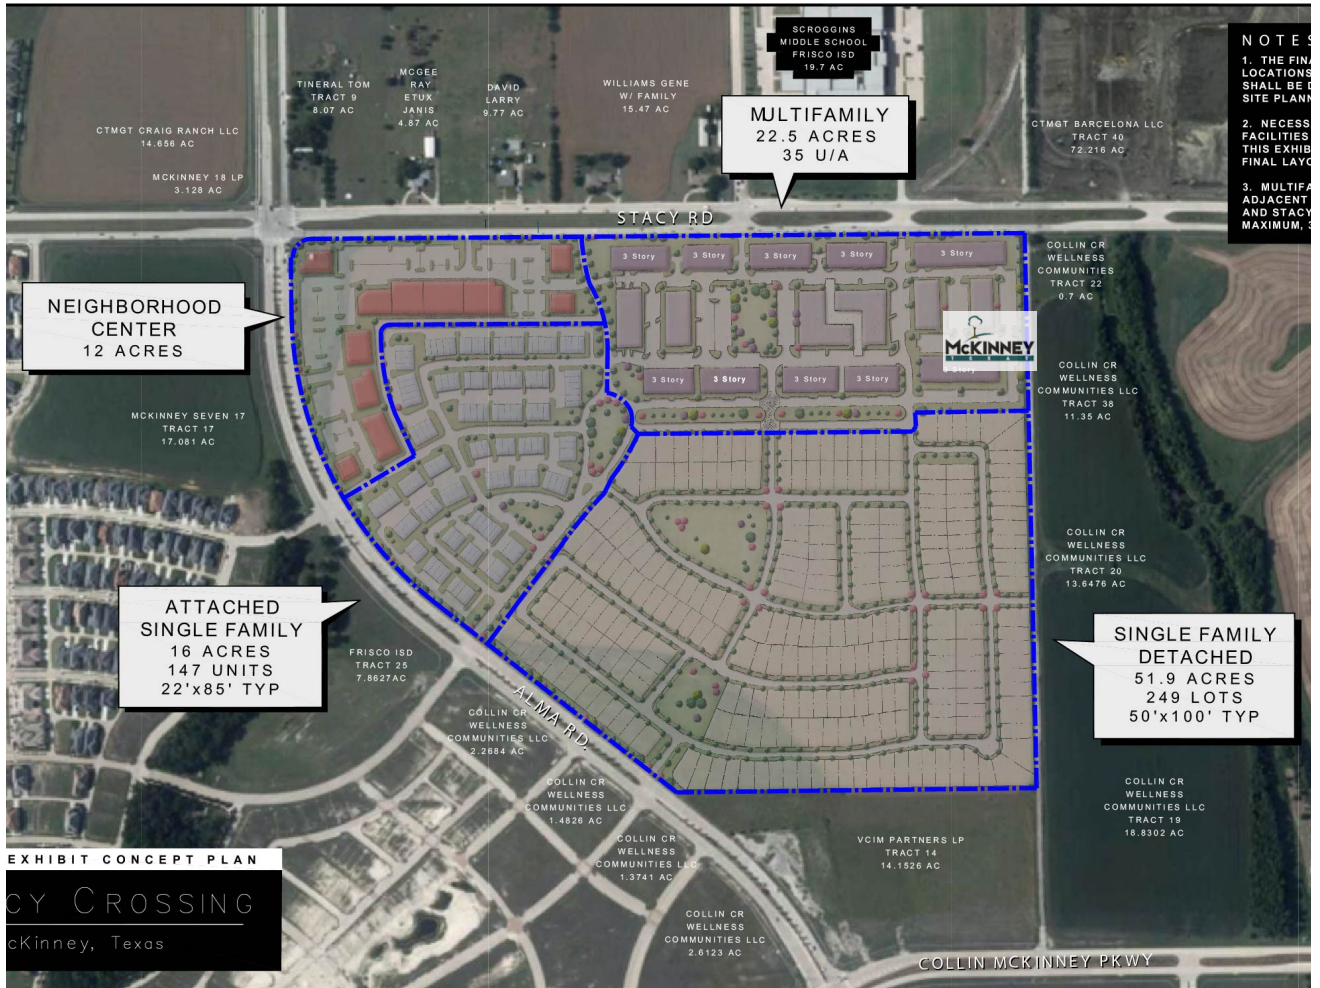 SCROGGINS
MIDDLE SCHOOL
FRISCO ISD
19.7 AC
NOTES
1. THE FINA
LOCATIONS
SHALL BE D
SITE PLANN
2. NECESS
FACILITIES
THIS EXHIB
FINAL LAYO
3. MULTIFA
ADJACENT
AND STACY
MAXIMUM, 3
TINERAL TOM
TRACT 9
8.07 AC
MCGEE
RAY
ETUX
JANIS
4.87 AC
DAVID
LARRY
9.77 AC
WILLIAMS GENE
W/ FAMILY
15.47 AC
MULTIFAMILY
22.5 ACRES
35 U/A
CTMGT BARCELONA LLC
TRACT 40
72.216 AC
CTMGT CRAIG RANCH LLC
14.656 AC
MCKINNEY 18 LP
3.128 AC
STACY RD
3 Story
3 Story
3 Story
3 Story
3 Story
COLLIN CR
WELLNESS
COMMUNITIES
TRACT 22
0.7 AC
NEIGHBORHOOD
CENTER
12 ACRES
McKINNEY
TEXAS
3 Story
3 Story
3 Story
3 Story
3 Story
COLLIN CR
WELLNESS
COMMUNITIES LLC
TRACT 38
11.35 AC
MCKINNEY SEVEN 17
TRACT 17
17.081 AC
COLLIN CR
WELLNESS
COMMUNITIES LLC
TRACT 20
13.6476 AC
ATTACHED
SINGLE FAMILY
16 ACRES
147 UNITS
22'x85' TYP
SINGLE FAMILY
DETACHED
51.9 ACRES
249 LOTS
50'x100' TYP
FRISCO ISD
TRACT 25
7.8627AC
ALMA RD.
COLLIN CR
WELLNESS
COMMUNITIES LLC
2.2684 AC
COLLIN CR
WELLNESS
COMMUNITIES LLC
1.4826 AC
COLLIN CR
WELLNESS
COMMUNITIES LLC
TRACT 19
18.8302 AC
COLLIN CR
WELLNESS
COMMUNITIES LLC
1.3741 AC
VCIM PARTNERS LP
TRACT 14
14.1526 AC
EXHIBIT CONCEPT PLAN
CY CROSSING
cKinney, Texas
COLLIN CR
WELLNESS
COMMUNITIES LLC
2.6123 AC
COLLIN MCKINNEY PKWY